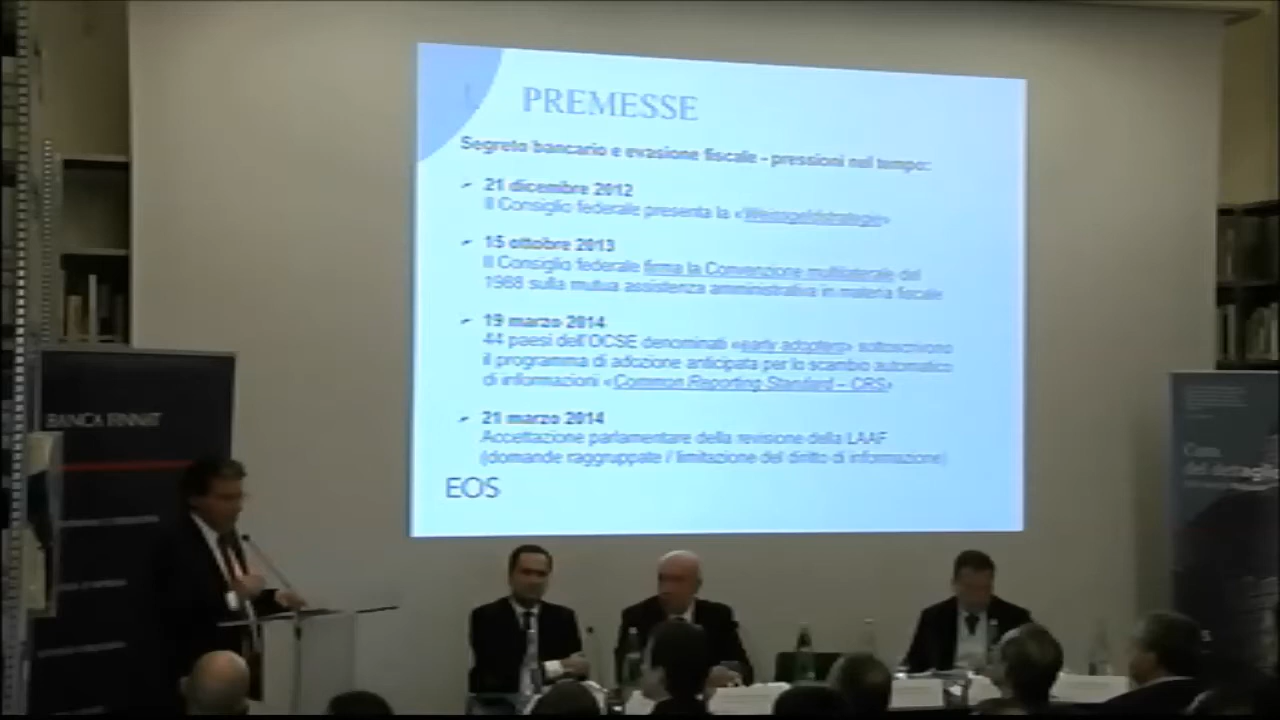 PREMESSE
Segreto bancario e evasione fiscale - pressioni nel tempo:
21 dicembre 2012
Il Consiglio federale presenta la «Weissgeldstrategie»
15 ottobre 2013
Il Consiglio federale firma la Convenzione multilaterale del
1988 sulla mutua assistenza amministrativa in materia fiscale
19 marzo 2014
44 paesi dell'OCSE denominati «early adopters» sottoscrivono
il programma di adozione anticipata per lo scambio automatico
di informazioni «Common Reporting Standard – CRS»
21 marzo 2014
Accettazione parlamentare della revisione della LAAF
(domande raggruppate / limitazione del diritto di informazione)
EOS
BANCA FINNAT